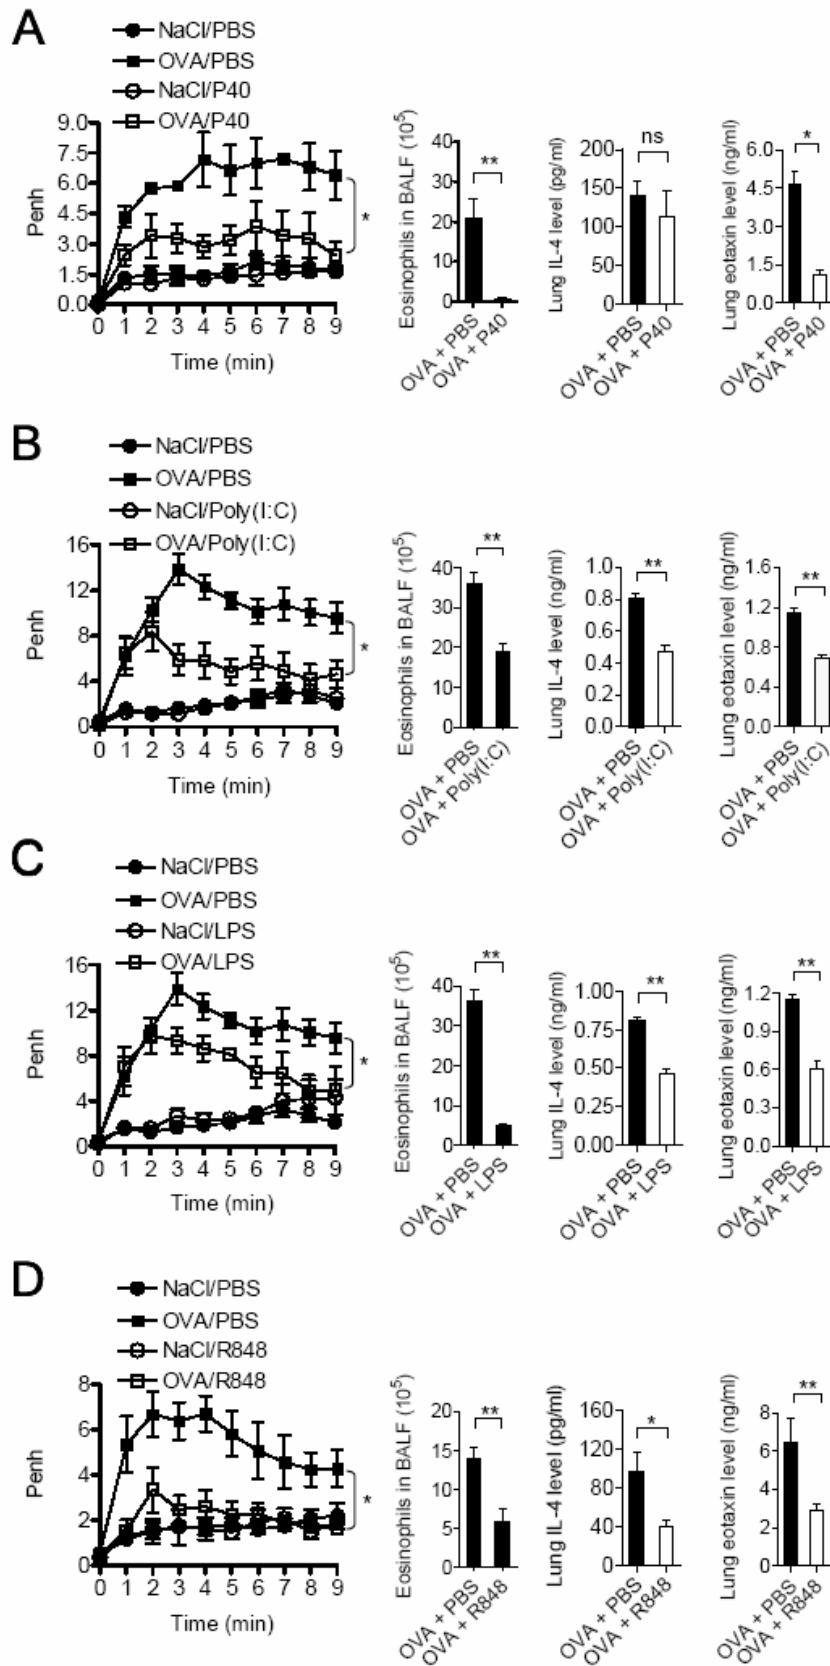 A
NaCl/PBS
OVA/PBS
NaCl/P40
OVA/P40
9.0
7.5
6.0
4.5
3.0
1.5
0.0
Penh
0 1 2 3 4 5 6 7 8 9
Time (min)
*
Eosinophils in BALF (10⁵)
40
30
20
10
0
**
OVA + PBS
OVA + P40
Lung IL-4 level (pg/ml)
200
150
100
50
0
ns
OVA + PBS
OVA + P40
Lung eotaxin level (ng/ml)
6.0
4.5
3.0
1.5
0.0
*
OVA + PBS
OVA + P40
B
NaCl/PBS
OVA/PBS
NaCl/Poly(I:C)
OVA/Poly(I:C)
16
12
8
4
0
Penh
0 1 2 3 4 5 6 7 8 9
Time (min)
*
Eosinophils in BALF (10⁵)
40
30
20
10
0
**
OVA + PBS
OVA + Poly(I:C)
Lung IL-4 level (ng/ml)
1.0
0.8
0.6
0.4
0.2
0.0
**
OVA + PBS
OVA + Poly(I:C)
Lung eotaxin level (ng/ml)
1.6
1.2
0.8
0.4
0.0
**
OVA + PBS
OVA + Poly(I:C)
C
NaCl/PBS
OVA/PBS
NaCl/LPS
OVA/LPS
16
12
8
4
0
Penh
0 1 2 3 4 5 6 7 8 9
Time (min)
*
Eosinophils in BALF (10⁵)
40
30
20
10
0
**
OVA + PBS
OVA + LPS
Lung IL-4 level (ng/ml)
1.00
0.75
0.50
0.25
0.00
**
OVA + PBS
OVA + LPS
Lung eotaxin level (ng/ml)
1.2
0.9
0.6
0.3
0.0
**
OVA + PBS
OVA + LPS
D
NaCl/PBS
OVA/PBS
NaCl/R848
OVA/R848
8
6
4
2
0
Penh
0 1 2 3 4 5 6 7 8 9
Time (min)
*
Eosinophils in BALF (10⁵)
20
15
10
5
0
**
OVA + PBS
OVA + R848
Lung IL-4 level (pg/ml)
160
120
80
40
0
*
OVA + PBS
OVA + R848
Lung eotaxin level (ng/ml)
8
6
4
2
0
**
OVA + PBS
OVA + R848